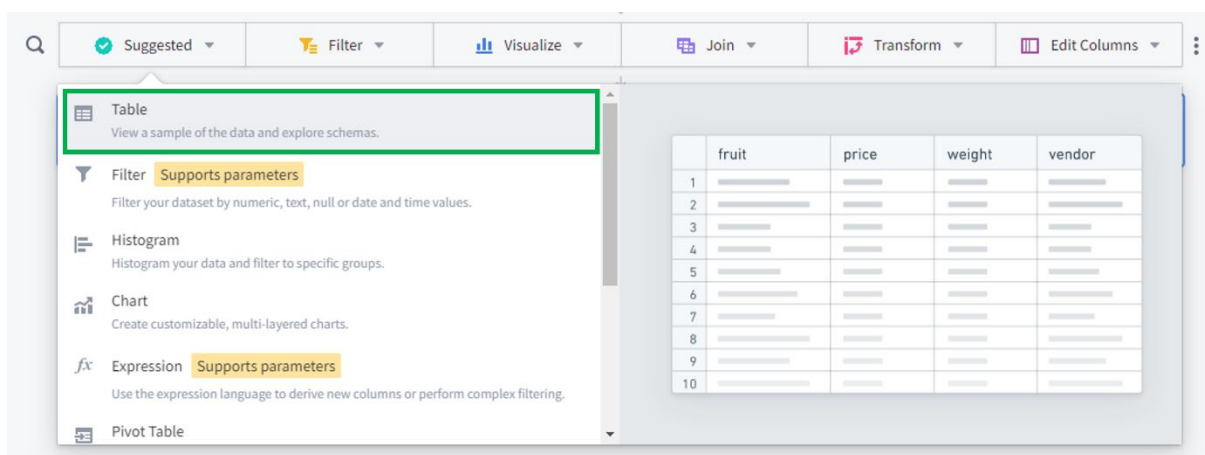 Suggested Filter Visualize Join Transform Edit Columns
Table
View a sample of the data and explore schemas.
Filter Supports parameters
Filter your dataset by numeric, text, null or date and time values.
Histogram
Histogram your data and filter to specific groups.
Chart
Create customizable, multi-layered charts.
fx Expression Supports parameters
Use the expression language to derive new columns or perform complex filtering.
Pivot Table
fruit price weight vendor
1
2
3
4
5
6
7
8
9
10